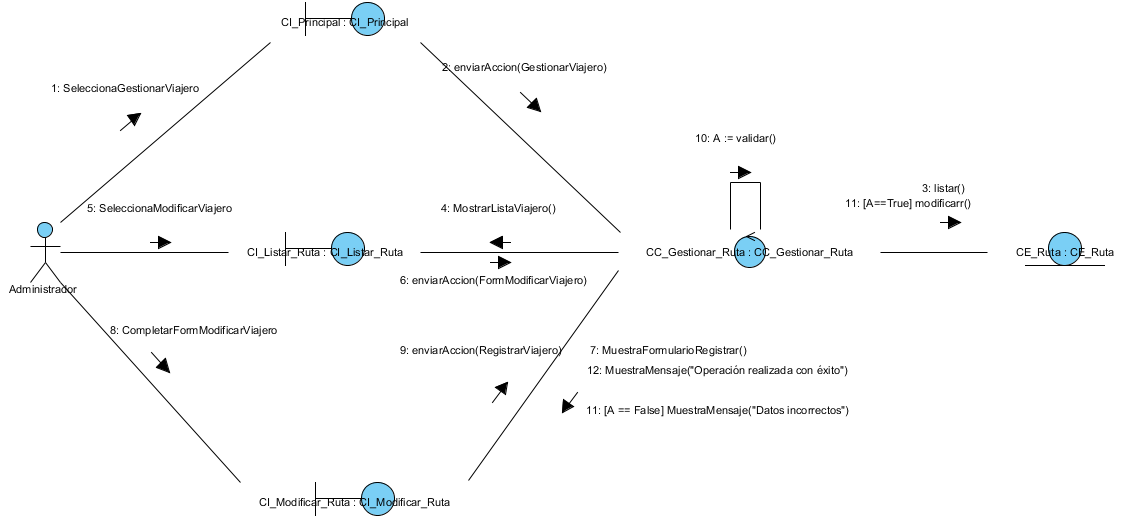 CI_Principal : CI_Principal
2: enviarAccion(GestionarViajero)
1: SeleccionaGestionarViajero
10: A := validar()
3: listar()
11: [A==True] modificarr()
5: SeleccionaModificarViajero
4: MostrarListaViajero()
CI_Listar_Ruta : CI_Listar_Ruta
CC_Gestionar_Ruta : CC_Gestionar_Ruta
CE_Ruta : CE_Ruta
6: enviarAccion(FormModificarViajero)
Administrador
8: CompletarFormModificarViajero
9: enviarAccion(RegistrarViajero)
7: MuestraFormularioRegistrar()
12: MuestraMensaje("Operación realizada con éxito")
11: [A == False] MuestraMensaje("Datos incorrectos")
CI_Modificar_Ruta : CI_Modificar_Ruta